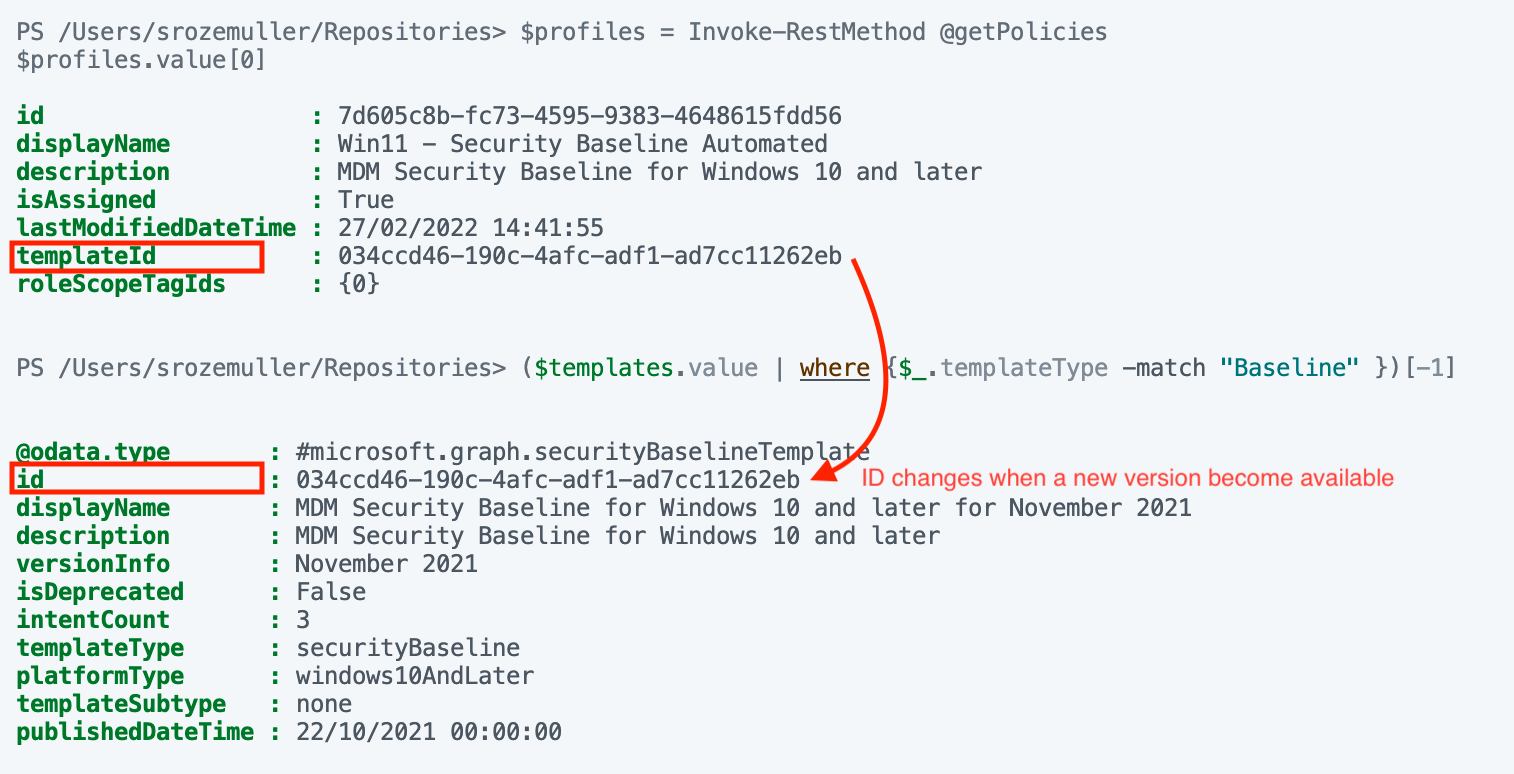 PS /Users/srozemuller/Repositories> $profiles = Invoke-RestMethod @getPolicies
$profiles.value[0]
id : 7d605c8b-fc73-4595-9383-4648615fdd56
displayName : Win11 - Security Baseline Automated
description : MDM Security Baseline for Windows 10 and later
isAssigned : True
lastModifiedDateTime : 27/02/2022 14:41:55
templateId : 034ccd46-190c-4afc-adf1-ad7cc11262eb
roleScopeTagIds : {0}
PS /Users/srozemuller/Repositories> ($templates.value | where {$_.templateType -match "Baseline" })[-1]
@odata.type : #microsoft.graph.securityBaselineTemplate
id : 034ccd46-190c-4afc-adf1-ad7cc11262eb ID changes when a new version become available
displayName : MDM Security Baseline for Windows 10 and later for November 2021
description : MDM Security Baseline for Windows 10 and later
versionInfo : November 2021
isDeprecated : False
intentCount : 3
templateType : securityBaseline
platformType : windows10AndLater
templateSubtype : none
publishedDateTime : 22/10/2021 00:00:00